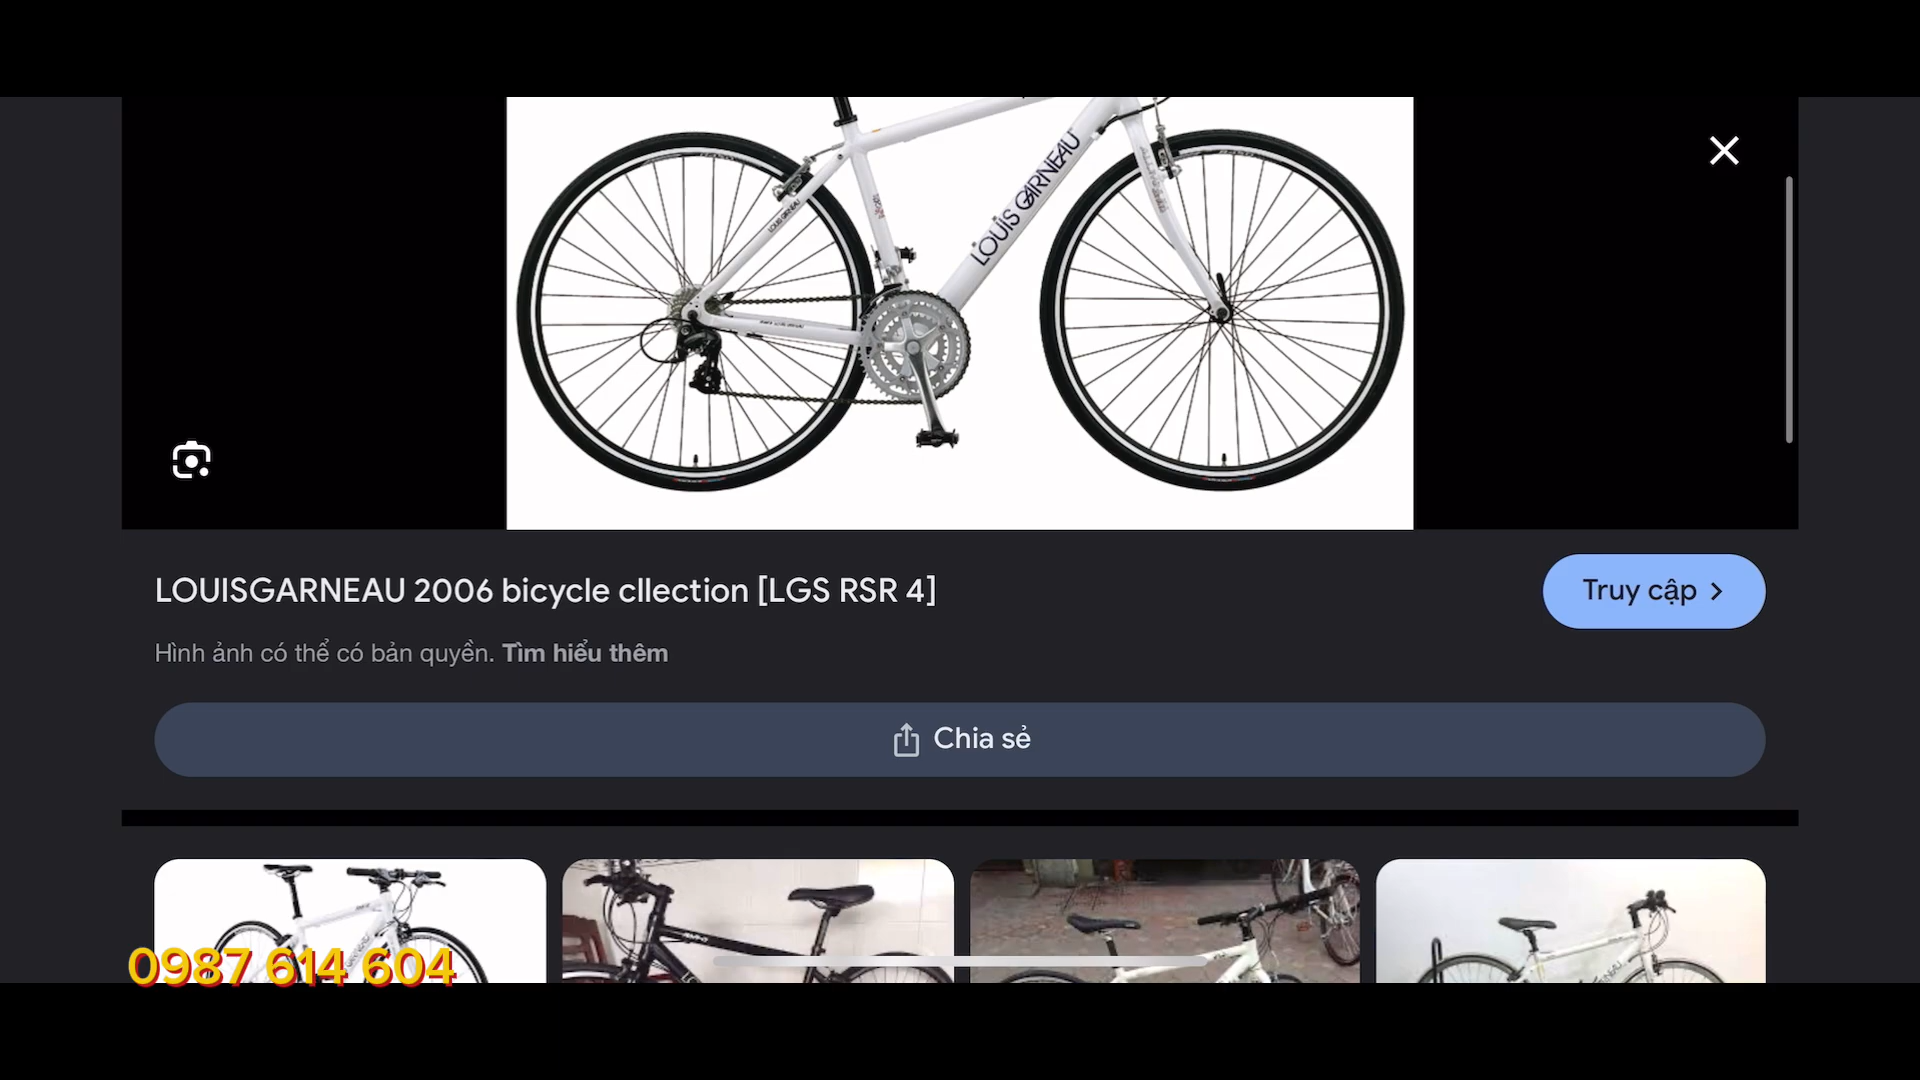 LOUIS GARNEAU
LOUISGARNEAU 2006 bicycle cllection [LGS RSR 4]
Truy cập
Hình ảnh có thể có bản quyền. Tìm hiểu thêm
Chia sẻ
0987 614 604